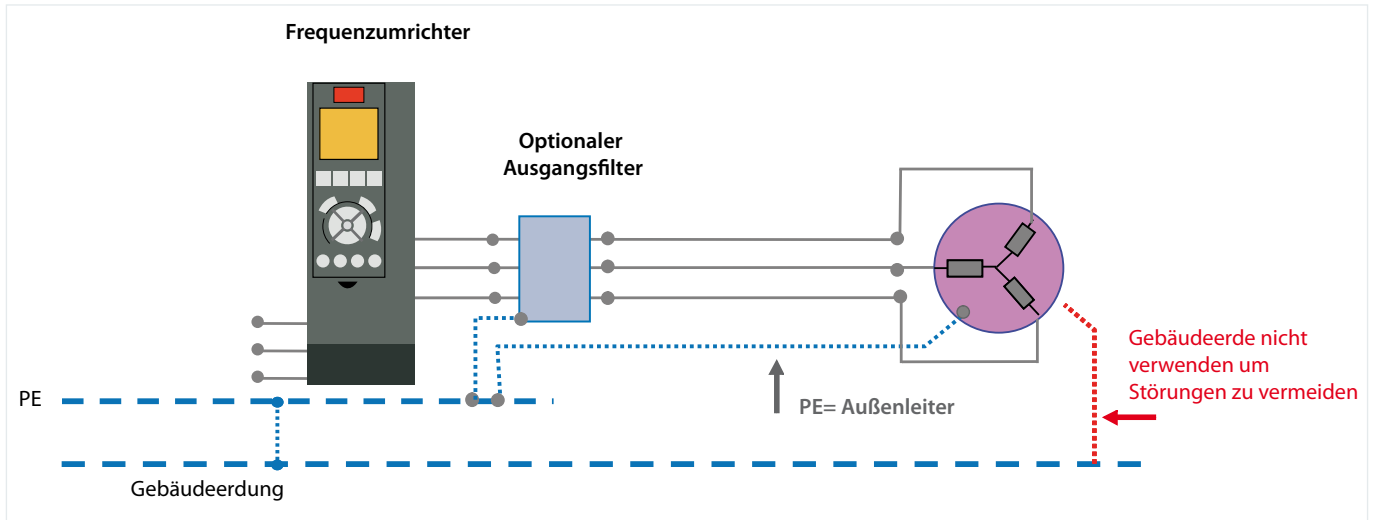 Frequenzumrichter
Optionaler
Ausgangsfilter
Gebäudeerde nicht
verwenden um
Störungen zu vermeiden
PE
PE= Außenleiter
Gebäudeerdung